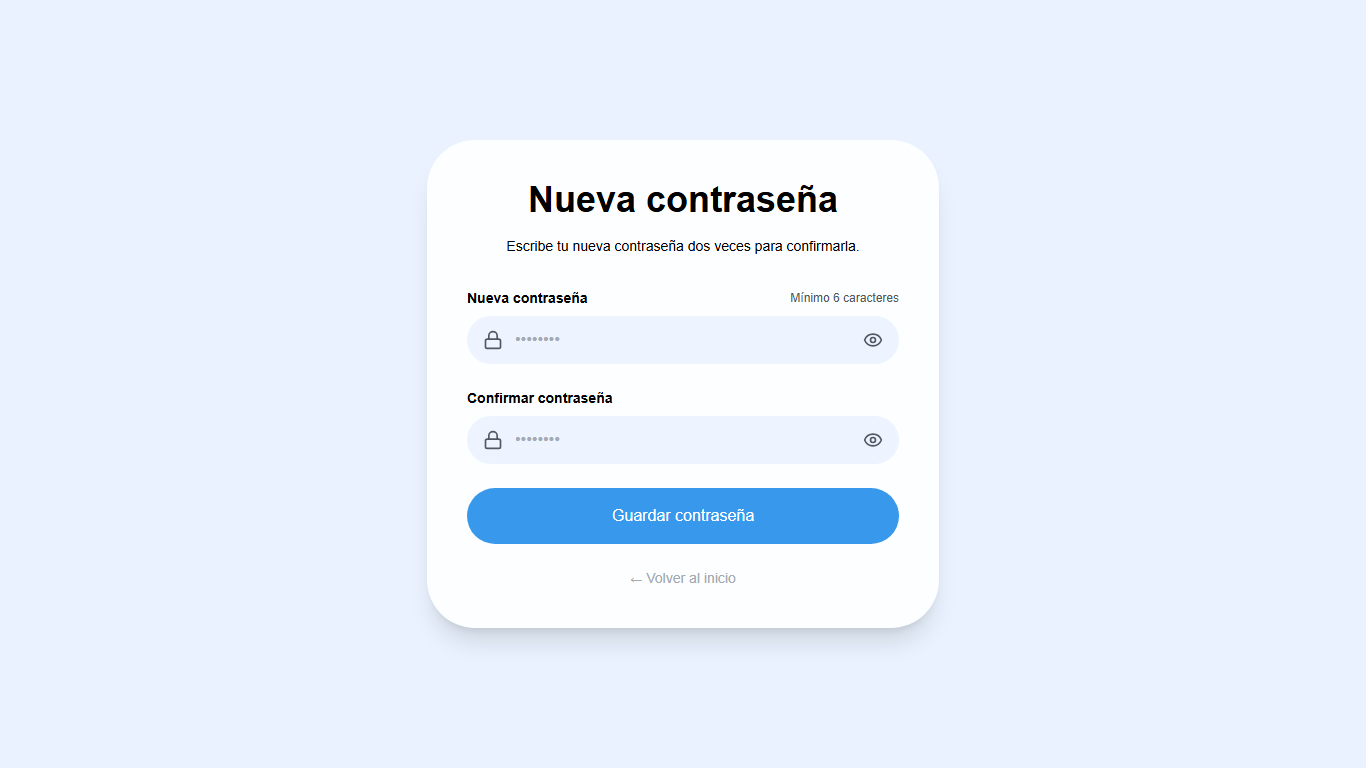 Nueva contraseña
Escribe tu nueva contraseña dos veces para confirmarla.
Nueva contraseña Mínimo 6 caracteres
••••••••
Confirmar contraseña
••••••••
Guardar contraseña
← Volver al inicio